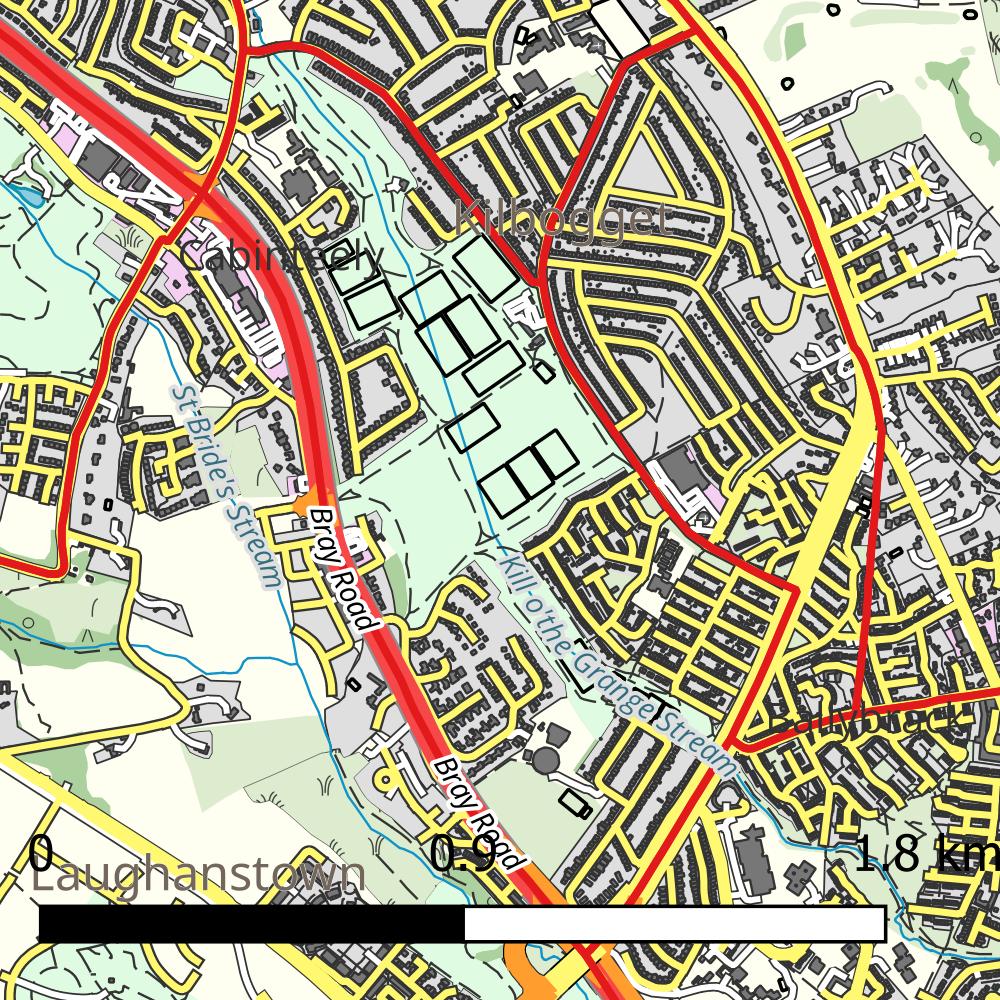 Kilbogget
Cabinteely
St Bride's Stream
Bray Road
Kill-o'the-Grange Stream
Ballybrack
Bray Road
0 0.9 1.8 km
Laughanstown